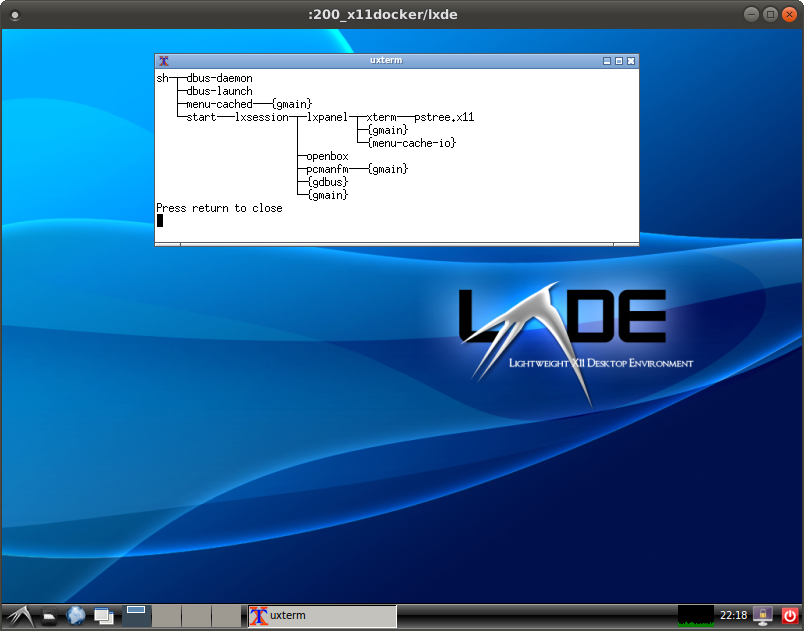 :200_x11docker/lxde
uxterm
sh─┬─dbus-daemon
   ├─dbus-launch
   ├─menu-cached───{gmain}
   └─start───lxsession─┬─lxpanel─┬─xterm───pstree.x11
                       │         ├─{gmain}
                       │         └─{menu-cache-io}
                       ├─openbox
                       ├─pcmanfm───{gmain}
                       ├─{gdbus}
                       └─{gmain}
Press return to close
LXDE
Lightweight X11 Desktop Environment
uxterm
22:18